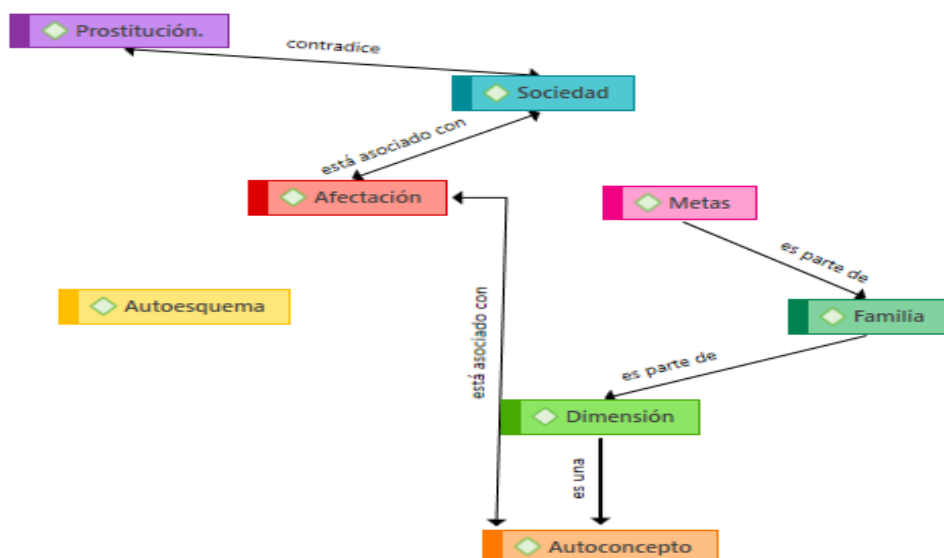 Prostitución.
contradice
Sociedad
está asociado con
Afectación
Metas
es parte de
Autoesquema
está asociado con
Familia
es parte de
Dimensión
es una
Autoconcepto